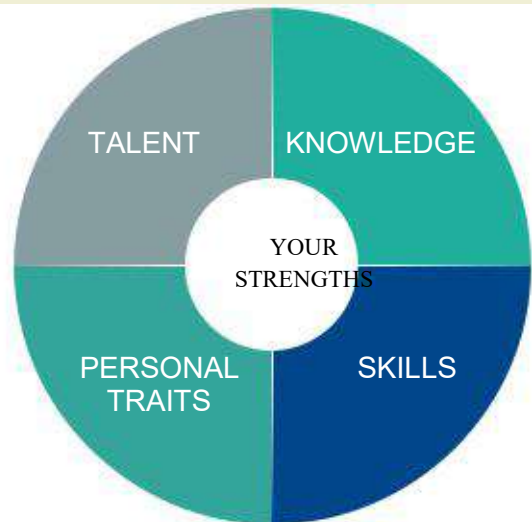 TALENT
KNOWLEDGE
YOUR
STRENGTHS
PERSONAL
TRAITS
SKILLS